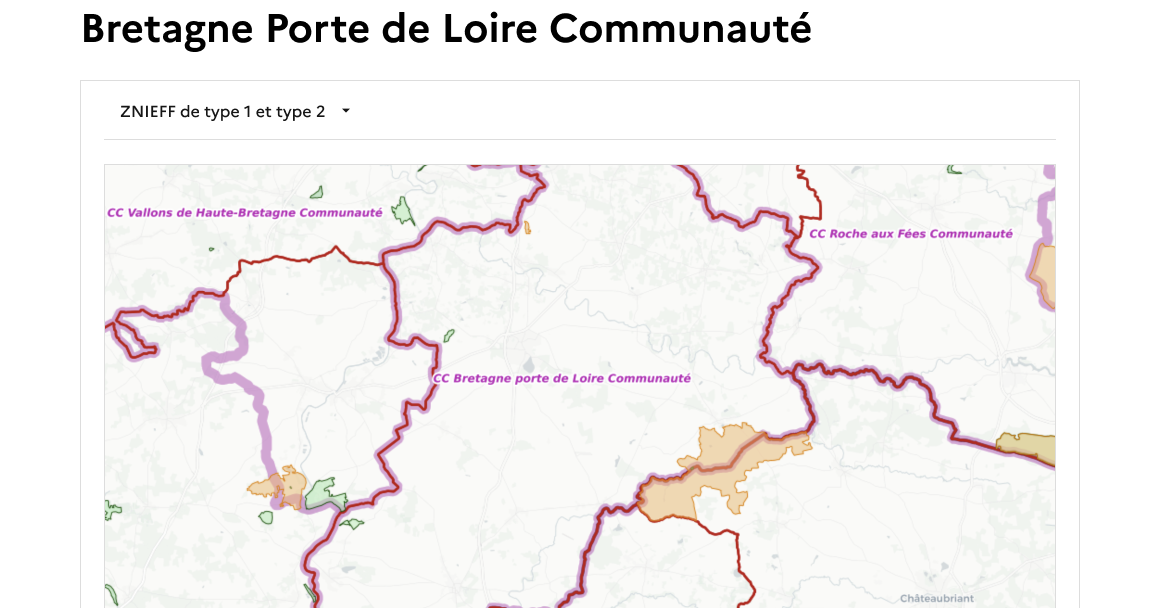 Bretagne Porte de Loire Communauté
ZNIEFF de type 1 et type 2
CC Vallons de Haute-Bretagne Communauté
CC Roche aux Fées Communauté
CC Bretagne porte de Loire Communauté
Châteaubriant